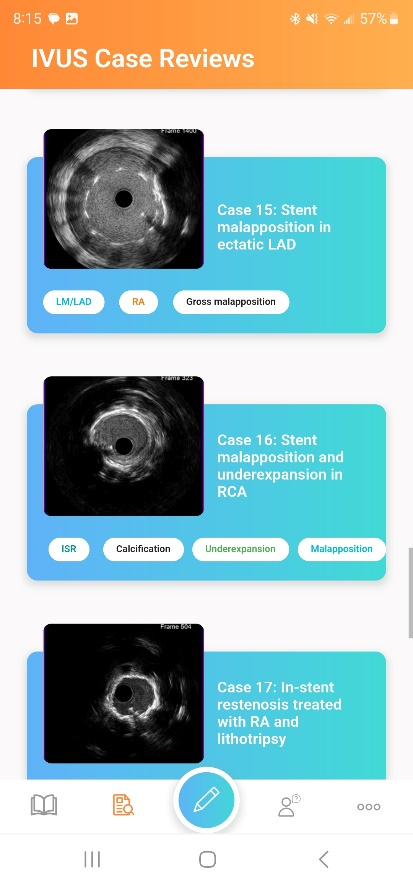 8:15
57%
IVUS Case Reviews
Frame 1400
Case 15: Stent
malapposition in
ectatic LAD
LM/LAD RA Gross malapposition
Frame 323
Case 16: Stent
malapposition and
underexpansion in
RCA
ISR Calcification Underexpansion Malapposition
Frame 504
Case 17: In-stent
restenosis treated
with RA and
lithotripsy
?